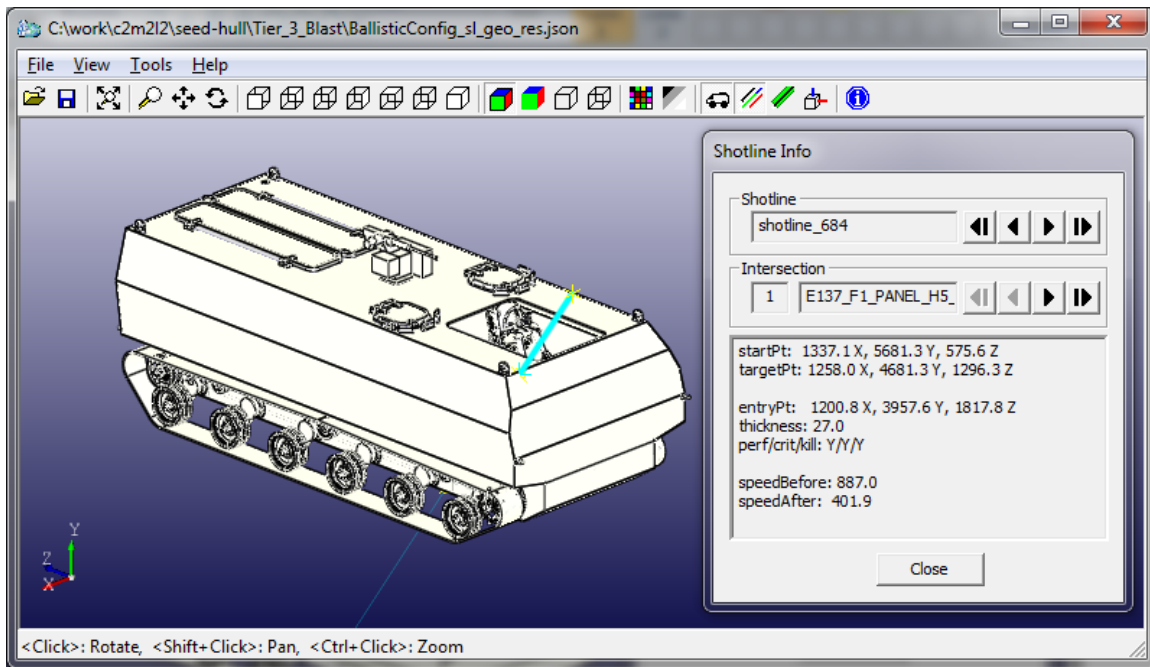 C:\work\c2m2l2\seed-hull\Tier_3_Blast\BallisticConfig_sl_geo_res.json
File View Tools Help
Shotline Info
Shotline
shotline_684
Intersection
1 E137_F1_PANEL_H5_
startPt: 1337.1 X, 5681.3 Y, 575.6 Z
targetPt: 1258.0 X, 4681.3 Y, 1296.3 Z
entryPt: 1200.8 X, 3957.6 Y, 1817.8 Z
thickness: 27.0
perf/crit/kill: Y/Y/Y
speedBefore: 887.0
speedAfter: 401.9
Close
Y
Z
X
<Click>: Rotate, <Shift+Click>: Pan, <Ctrl+Click>: Zoom